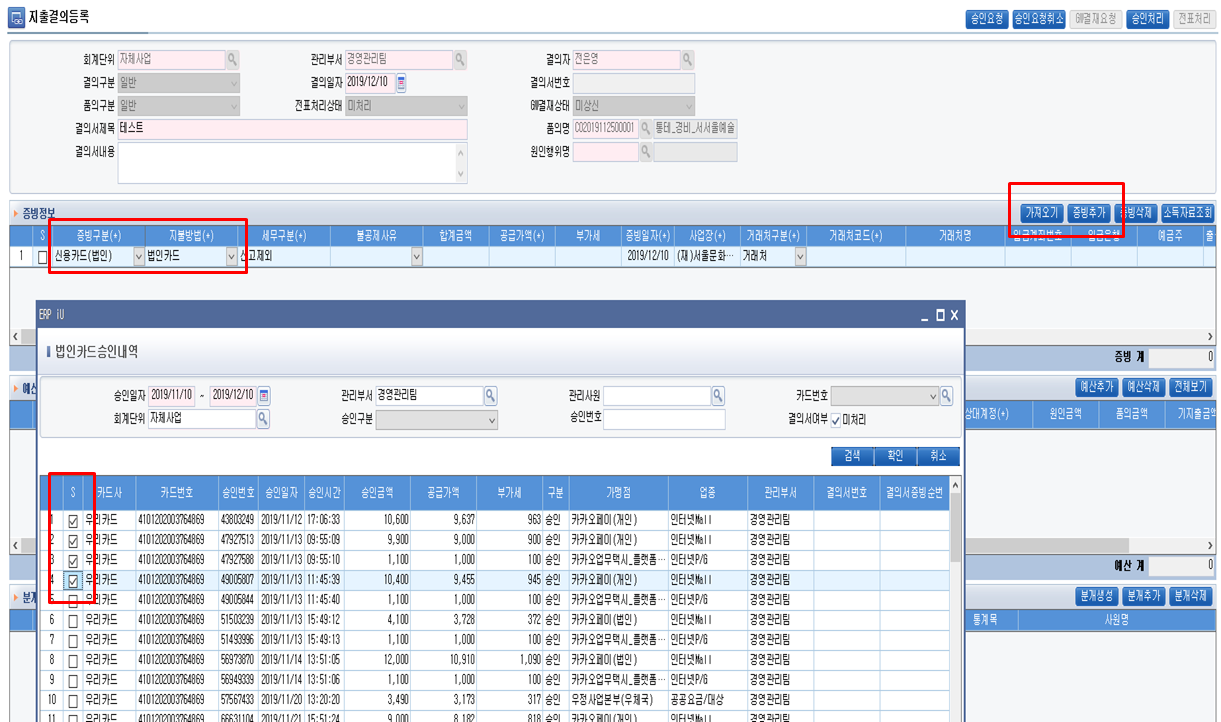 지출결의등록 승인요청 승인요청취소 GW결재요청 승인처리 전표처리
회계단위 자체사업 관리부서 경영관리팀 결의자 전은영
결의구분 일반 결의일자 2019/12/10 결의서번호
품의구분 일반 전표처리상태 미처리 GW결재상태 미상신
결의서제목 테스트 품의명 CO2019112500001 통테_경비_서서울예술
결의서내용 원인행위명
증빙정보 가져오기 증빙추가 증빙삭제 소득자료조회
S 증빙구분(+) 지불방법(+) 세무구분(+) 불공제사유 합계금액 공급가액(+) 부가세 증빙일자(+) 사업장(+) 거래처구분(+) 거래처코드(+) 거래처명 입금계좌번호 입금은행 예금주
1 신용카드(법인) 법인카드 신고제외 2019/12/10 (재)서울문화… 거래처
ERP iU
증빙 계 0
법인카드승인내역
예산 예산추가 예산삭제 전체보기
승인일자 2019/11/10 ~ 2019/12/10 관리부서 경영관리팀 관리사원 카드번호
상대계정(+) 원인금액 품의금액 기지출금액
회계단위 자체사업 승인구분 승인번호 결의서여부 미처리
검색 확인 취소
S 카드사 카드번호 승인번호 승인일자 승인시간 승인금액 공급가액 부가세 구분 가맹점 업종 관리부서 결의서번호 결의서증빙순번
1 우리카드 4101202003764869 43803249 2019/11/12 17:06:33 10,600 9,637 963 승인 카카오페이(개인) 인터넷Mall 경영관리팀
2 우리카드 4101202003764869 47927513 2019/11/13 09:55:09 9,900 9,000 900 승인 카카오페이(개인) 인터넷Mall 경영관리팀
3 우리카드 4101202003764869 47927588 2019/11/13 09:55:10 1,100 1,000 100 승인 카카오업무택시_플랫폼… 인터넷P/G 경영관리팀
예산 계 0
4 우리카드 4101202003764869 49005807 2019/11/13 11:45:39 10,400 9,455 945 승인 카카오페이(개인) 인터넷Mall 경영관리팀
5 우리카드 4101202003764869 49005844 2019/11/13 11:45:40 1,100 1,000 100 승인 카카오업무택시_플랫폼… 인터넷P/G 경영관리팀
분개 분개생성 분개추가 분개삭제
6 우리카드 4101202003764869 51503239 2019/11/13 15:49:12 4,100 3,728 372 승인 카카오페이(법인) 인터넷Mall 경영관리팀
통계목 사원명
7 우리카드 4101202003764869 51493996 2019/11/13 15:49:13 1,100 1,000 100 승인 카카오업무택시_플랫폼… 인터넷P/G 경영관리팀
8 우리카드 4101202003764869 56973870 2019/11/14 13:51:05 12,000 10,910 1,090 승인 카카오페이(법인) 인터넷Mall 경영관리팀
9 우리카드 4101202003764869 56949339 2019/11/14 13:51:06 1,100 1,000 100 승인 카카오업무택시_플랫폼… 인터넷P/G 경영관리팀
10 우리카드 4101202003764869 57567433 2019/11/20 13:20:20 3,490 3,173 317 승인 우정사업본부(우체국) 공공요금/대상 경영관리팀
11 우리카드 4101202003764869 66631104 2019/11/21 15:51:24 9,000 8,182 818 승인 카카오페이(개인) 인터넷Mall 경영관리팀